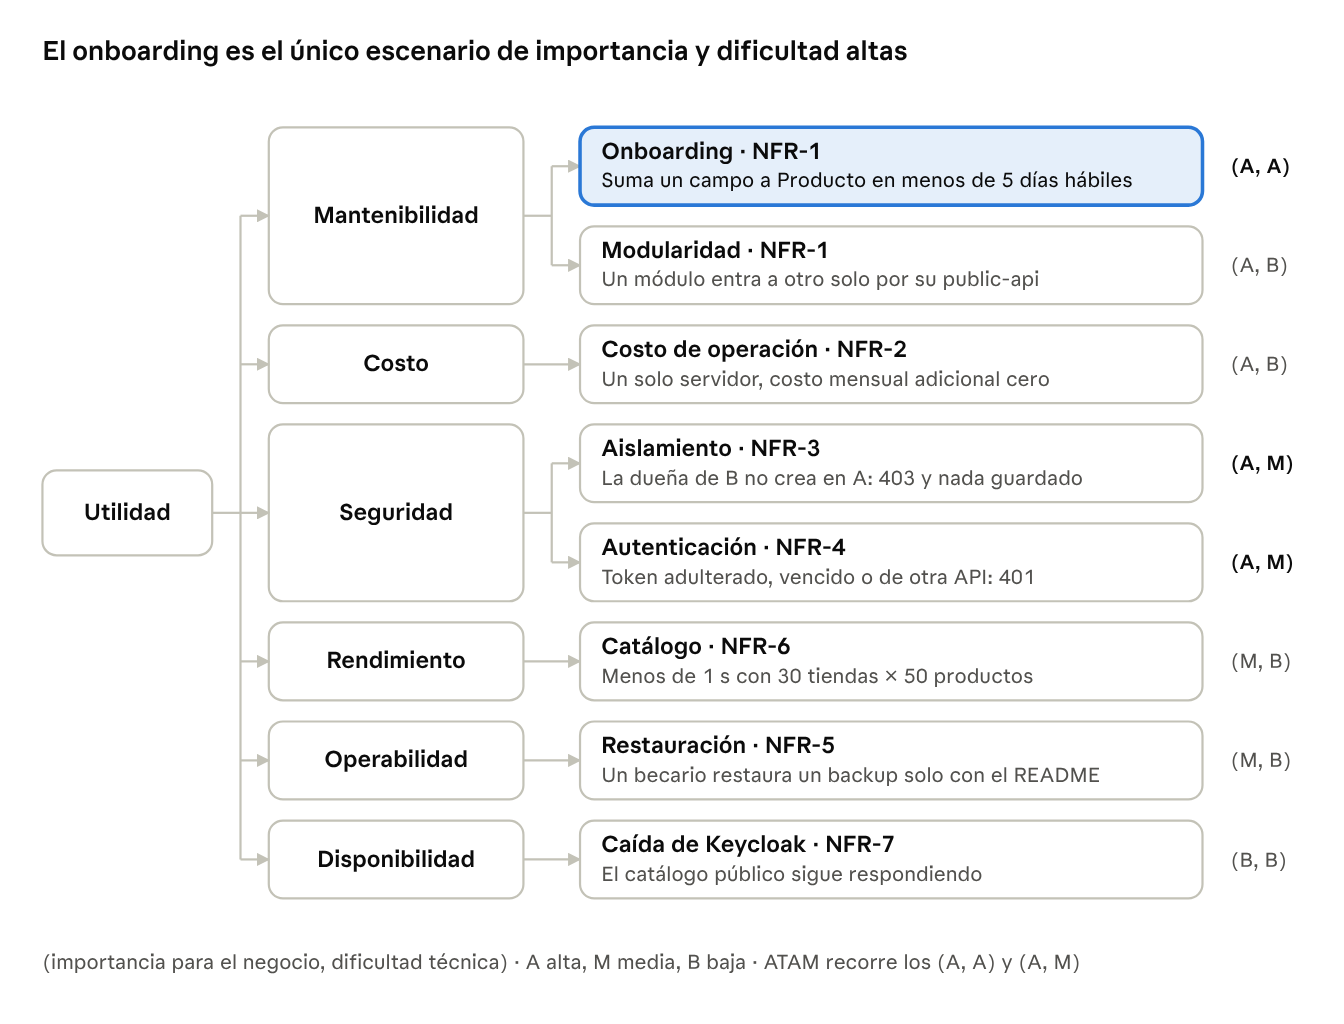 El onboarding es el único escenario de importancia y dificultad altas
Utilidad
Mantenibilidad
Onboarding · NFR-1
Suma un campo a Producto en menos de 5 días hábiles
(A, A)
Modularidad · NFR-1
Un módulo entra a otro solo por su public-api
(A, B)
Costo
Costo de operación · NFR-2
Un solo servidor, costo mensual adicional cero
(A, B)
Seguridad
Aislamiento · NFR-3
La dueña de B no crea en A: 403 y nada guardado
(A, M)
Autenticación · NFR-4
Token adulterado, vencido o de otra API: 401
(A, M)
Rendimiento
Catálogo · NFR-6
Menos de 1 s con 30 tiendas × 50 productos
(M, B)
Operabilidad
Restauración · NFR-5
Un becario restaura un backup solo con el README
(M, B)
Disponibilidad
Caída de Keycloak · NFR-7
El catálogo público sigue respondiendo
(B, B)
(importancia para el negocio, dificultad técnica) · A alta, M media, B baja · ATAM recorre los (A, A) y (A, M)